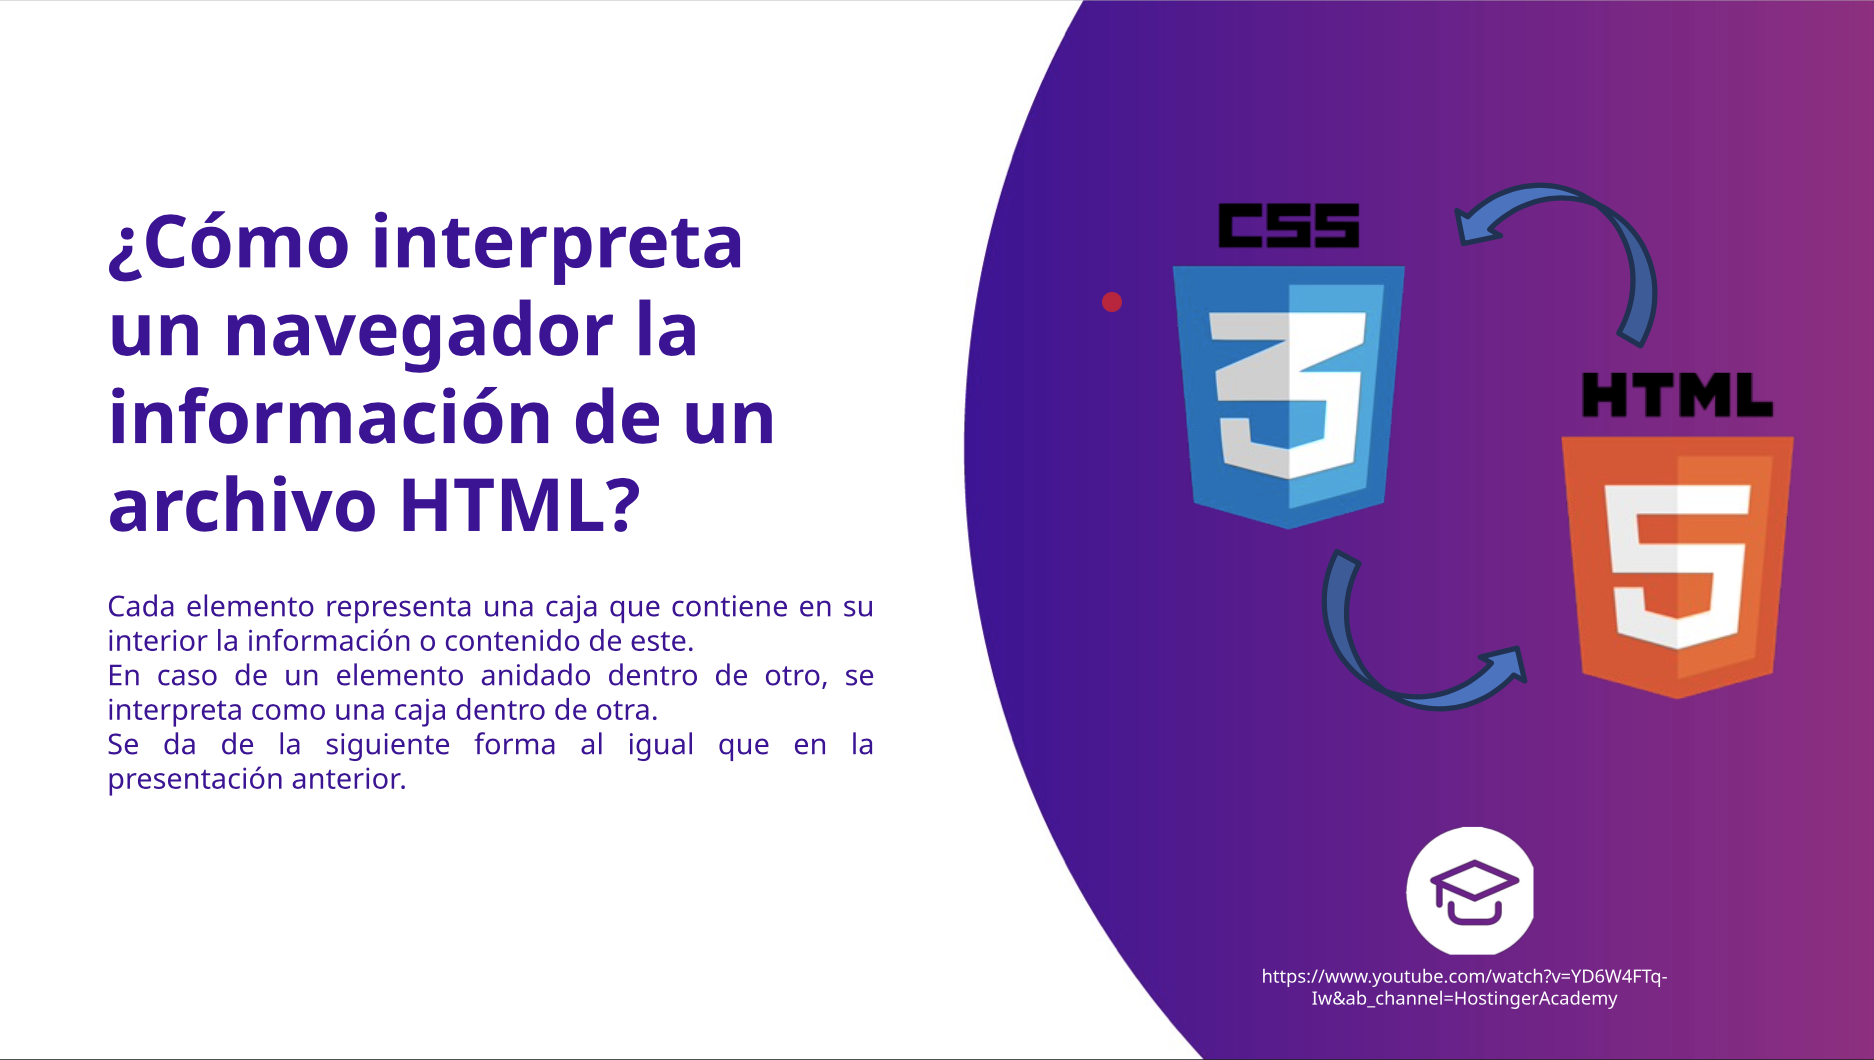 ¿Cómo interpreta
un navegador la
información de un
archivo HTML?
Cada elemento representa una caja que contiene en su
interior la información o contenido de este.
En caso de un elemento anidado dentro de otro, se
interpreta como una caja dentro de otra.
Se da de la siguiente forma al igual que en la
presentación anterior.
CSS
3
HTML
5
https://www.youtube.com/watch?v=YD6W4FTq-
Iw&ab_channel=HostingerAcademy